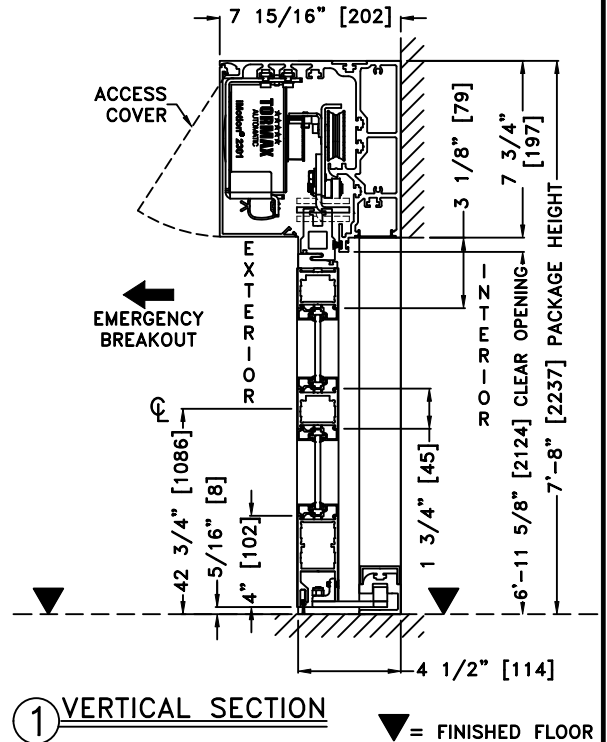 7 15/16" [202]
ACCESS
COVER
★★★★★
TORMAX
AUTOMATIC
iMotion® 2301
3 1/8" [79]
7 3/4"
[197]
7'-8" [2237] PACKAGE HEIGHT
6'-11 5/8" [2124] CLEAR OPENING
EXTERIOR
INTERIOR
EMERGENCY
BREAKOUT
℄
42 3/4" [1086]
5/16" [8]
4" [102]
1 3/4" [45]
4 1/2" [114]
1 VERTICAL SECTION
▼= FINISHED FLOOR